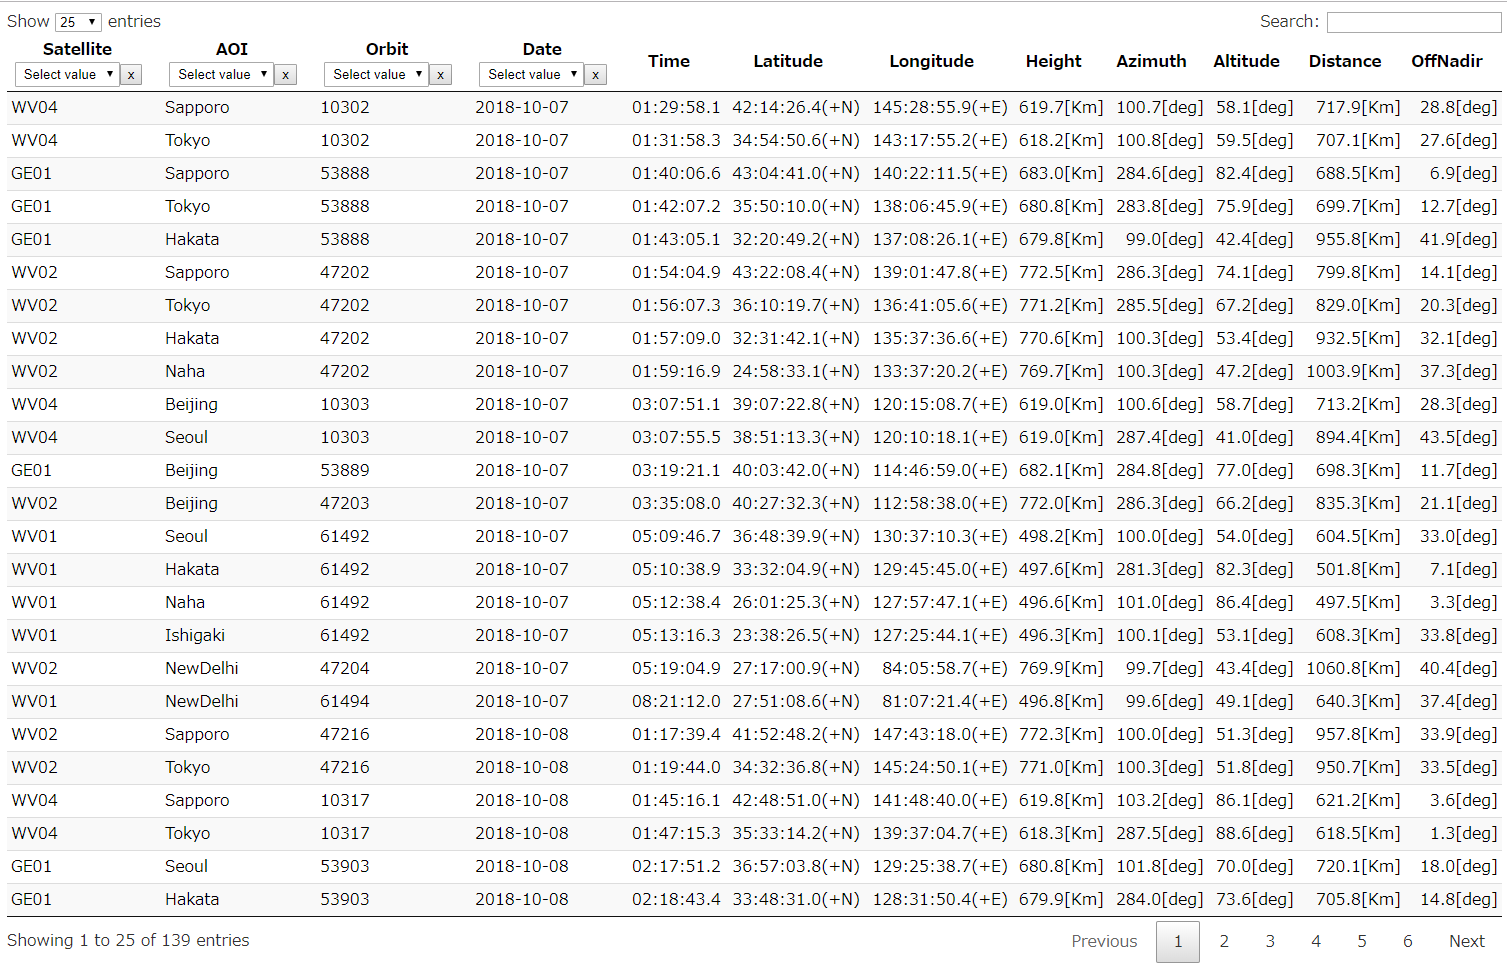 Show 25 entries Search:
Satellite AOI Orbit Date Time Latitude Longitude Height Azimuth Altitude Distance OffNadir
Select value x Select value x Select value x Select value x
WV04 Sapporo 10302 2018-10-07 01:29:58.1 42:14:26.4(+N) 145:28:55.9(+E) 619.7[Km] 100.7[deg] 58.1[deg] 717.9[Km] 28.8[deg]
WV04 Tokyo 10302 2018-10-07 01:31:58.3 34:54:50.6(+N) 143:17:55.2(+E) 618.2[Km] 100.8[deg] 59.5[deg] 707.1[Km] 27.6[deg]
GE01 Sapporo 53888 2018-10-07 01:40:06.6 43:04:41.0(+N) 140:22:11.5(+E) 683.0[Km] 284.6[deg] 82.4[deg] 688.5[Km] 6.9[deg]
GE01 Tokyo 53888 2018-10-07 01:42:07.2 35:50:10.0(+N) 138:06:45.9(+E) 680.8[Km] 283.8[deg] 75.9[deg] 699.7[Km] 12.7[deg]
GE01 Hakata 53888 2018-10-07 01:43:05.1 32:20:49.2(+N) 137:08:26.1(+E) 679.8[Km] 99.0[deg] 42.4[deg] 955.8[Km] 41.9[deg]
WV02 Sapporo 47202 2018-10-07 01:54:04.9 43:22:08.4(+N) 139:01:47.8(+E) 772.5[Km] 286.3[deg] 74.1[deg] 799.8[Km] 14.1[deg]
WV02 Tokyo 47202 2018-10-07 01:56:07.3 36:10:19.7(+N) 136:41:05.6(+E) 771.2[Km] 285.5[deg] 67.2[deg] 829.0[Km] 20.3[deg]
WV02 Hakata 47202 2018-10-07 01:57:09.0 32:31:42.1(+N) 135:37:36.6(+E) 770.6[Km] 100.3[deg] 53.4[deg] 932.5[Km] 32.1[deg]
WV02 Naha 47202 2018-10-07 01:59:16.9 24:58:33.1(+N) 133:37:20.2(+E) 769.7[Km] 100.3[deg] 47.2[deg] 1003.9[Km] 37.3[deg]
WV04 Beijing 10303 2018-10-07 03:07:51.1 39:07:22.8(+N) 120:15:08.7(+E) 619.0[Km] 100.6[deg] 58.7[deg] 713.2[Km] 28.3[deg]
WV04 Seoul 10303 2018-10-07 03:07:55.5 38:51:13.3(+N) 120:10:18.1(+E) 619.0[Km] 287.4[deg] 41.0[deg] 894.4[Km] 43.5[deg]
GE01 Beijing 53889 2018-10-07 03:19:21.1 40:03:42.0(+N) 114:46:59.0(+E) 682.1[Km] 284.8[deg] 77.0[deg] 698.3[Km] 11.7[deg]
WV02 Beijing 47203 2018-10-07 03:35:08.0 40:27:32.3(+N) 112:58:38.0(+E) 772.0[Km] 286.3[deg] 66.2[deg] 835.3[Km] 21.1[deg]
WV01 Seoul 61492 2018-10-07 05:09:46.7 36:48:39.9(+N) 130:37:10.3(+E) 498.2[Km] 100.0[deg] 54.0[deg] 604.5[Km] 33.0[deg]
WV01 Hakata 61492 2018-10-07 05:10:38.9 33:32:04.9(+N) 129:45:45.0(+E) 497.6[Km] 281.3[deg] 82.3[deg] 501.8[Km] 7.1[deg]
WV01 Naha 61492 2018-10-07 05:12:38.4 26:01:25.3(+N) 127:57:47.1(+E) 496.6[Km] 101.0[deg] 86.4[deg] 497.5[Km] 3.3[deg]
WV01 Ishigaki 61492 2018-10-07 05:13:16.3 23:38:26.5(+N) 127:25:44.1(+E) 496.3[Km] 100.1[deg] 53.1[deg] 608.3[Km] 33.8[deg]
WV02 NewDelhi 47204 2018-10-07 05:19:04.9 27:17:00.9(+N) 84:05:58.7(+E) 769.9[Km] 99.7[deg] 43.4[deg] 1060.8[Km] 40.4[deg]
WV01 NewDelhi 61494 2018-10-07 08:21:12.0 27:51:08.6(+N) 81:07:21.4(+E) 496.8[Km] 99.6[deg] 49.1[deg] 640.3[Km] 37.4[deg]
WV02 Sapporo 47216 2018-10-08 01:17:39.4 41:52:48.2(+N) 147:43:18.0(+E) 772.3[Km] 100.0[deg] 51.3[deg] 957.8[Km] 33.9[deg]
WV02 Tokyo 47216 2018-10-08 01:19:44.0 34:32:36.8(+N) 145:24:50.1(+E) 771.0[Km] 100.3[deg] 51.8[deg] 950.7[Km] 33.5[deg]
WV04 Sapporo 10317 2018-10-08 01:45:16.1 42:48:51.0(+N) 141:48:40.0(+E) 619.8[Km] 103.2[deg] 86.1[deg] 621.2[Km] 3.6[deg]
WV04 Tokyo 10317 2018-10-08 01:47:15.3 35:33:14.2(+N) 139:37:04.7(+E) 618.3[Km] 287.5[deg] 88.6[deg] 618.5[Km] 1.3[deg]
GE01 Seoul 53903 2018-10-08 02:17:51.2 36:57:03.8(+N) 129:25:38.7(+E) 680.8[Km] 101.8[deg] 70.0[deg] 720.1[Km] 18.0[deg]
GE01 Hakata 53903 2018-10-08 02:18:43.4 33:48:31.0(+N) 128:31:50.4(+E) 679.9[Km] 284.0[deg] 73.6[deg] 705.8[Km] 14.8[deg]
Showing 1 to 25 of 139 entries Previous 1 2 3 4 5 6 Next